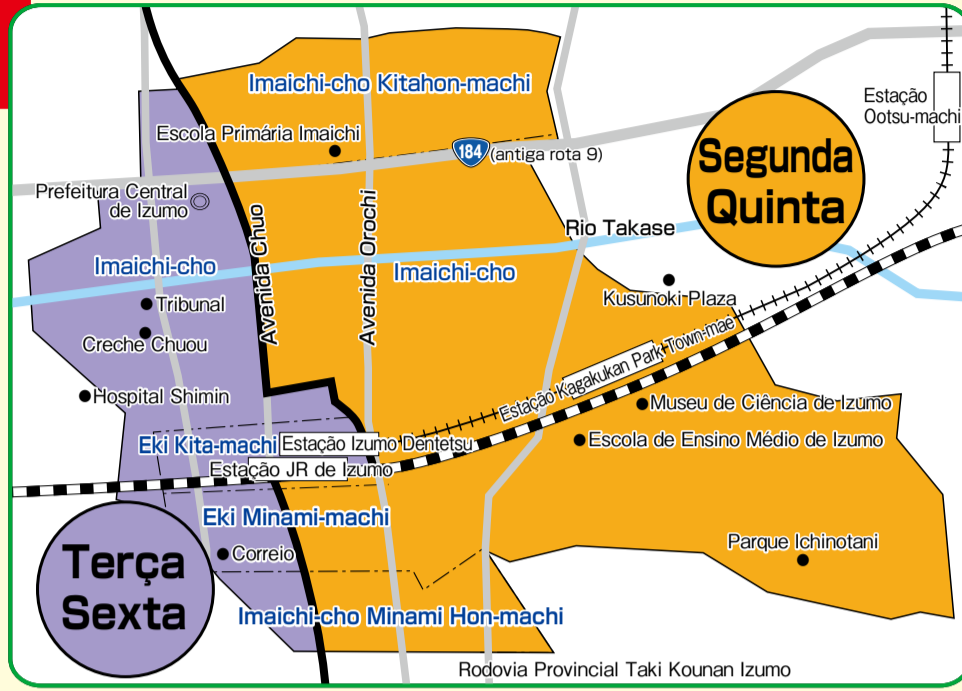 Imaichi-cho Kitahon-machi
Estação
Ootsu-machi
Escola Primária Imaichi
184 (antiga rota 9)
Segunda
Quinta
Prefeitura Central
de Izumo
Avenida Chuo
Avenida Orochi
Rio Takase
Imaichi-cho
Imaichi-cho
Kusunoki Plaza
Tribunal
Creche Chuou
Estação Kagakukan Park Town-mae
Hospital Shimin
Museu de Ciência de Izumo
Eki Kita-machi
Estação Izumo Dentetsu
Escola de Ensino Médio de Izumo
Estação JR de Izumo
Eki Minami-machi
Correio
Parque Ichinotani
Terça
Sexta
Imaichi-cho Minami Hon-machi
Rodovia Provincial Taki Kounan Izumo